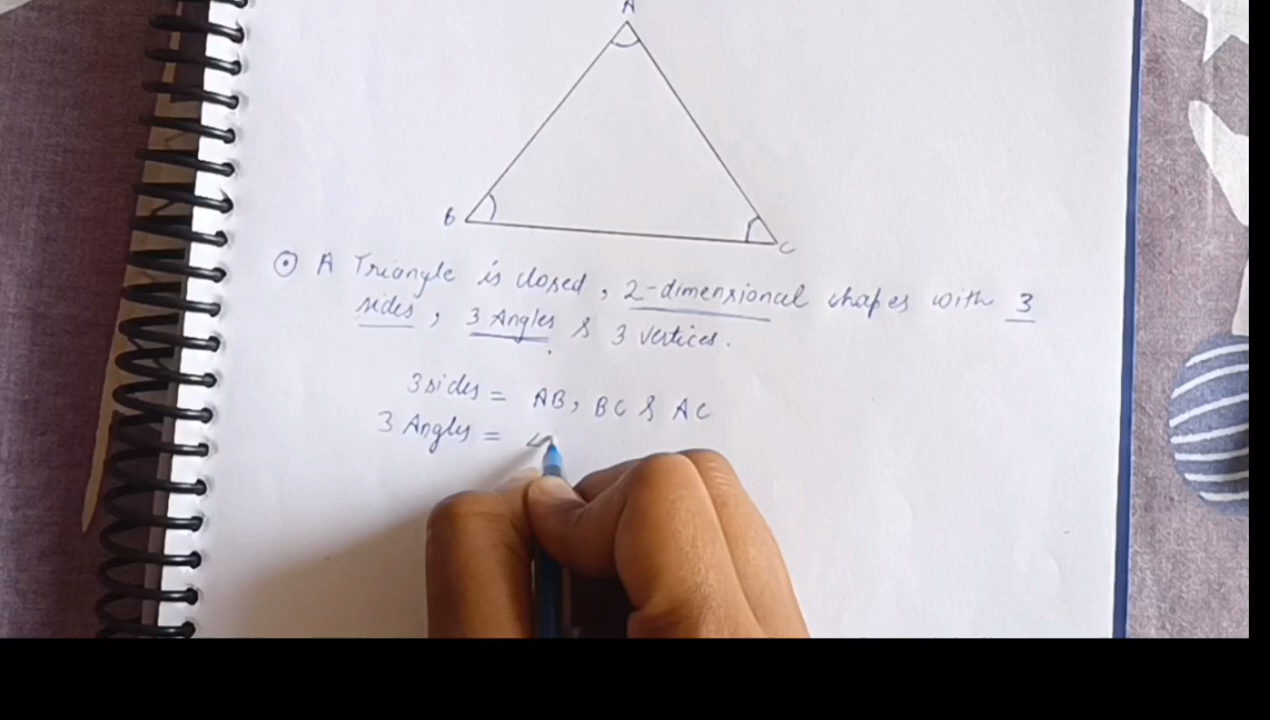 A
B
C
A Triangle is closed, 2-dimensional shapes with 3
sides, 3 Angles & 3 vertices.
3 sides = AB, BC & AC
3 Angles = ∠